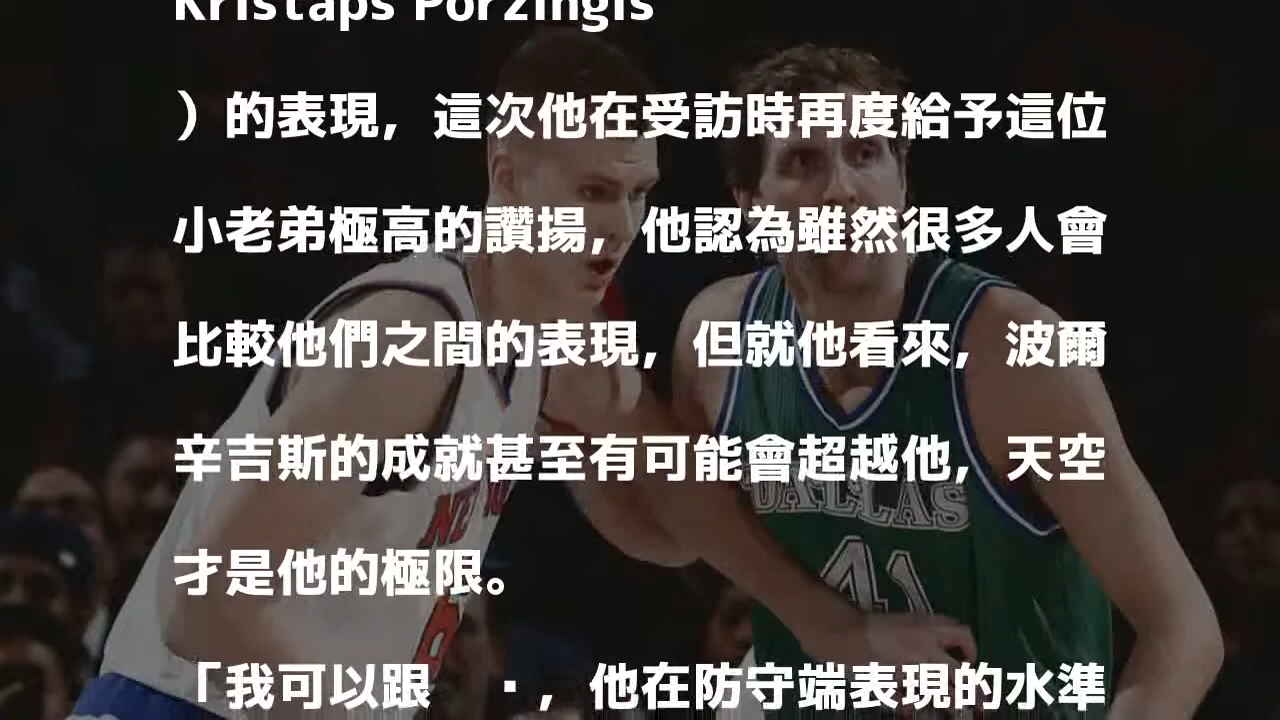 Kristaps Porzingis
）的表現，這次他在受訪時再度給予這位
小老弟極高的讚揚，他認為雖然很多人會
比較他們之間的表現，但就他看來，波爾
辛吉斯的成就甚至有可能會超越他，天空
才是他的極限。
「我可以跟　·，他在防守端表現的水準
NE
DALLAS
41